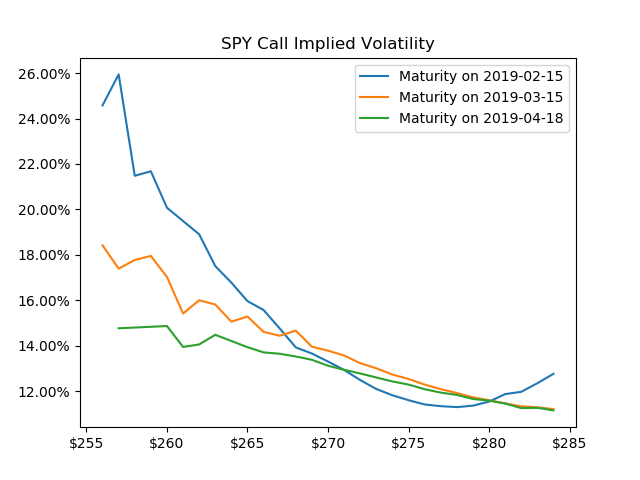 SPY Call Implied Volatility
Maturity on 2019-02-15
Maturity on 2019-03-15
Maturity on 2019-04-18
26.00%
24.00%
22.00%
20.00%
18.00%
16.00%
14.00%
12.00%
$255 $260 $265 $270 $275 $280 $285